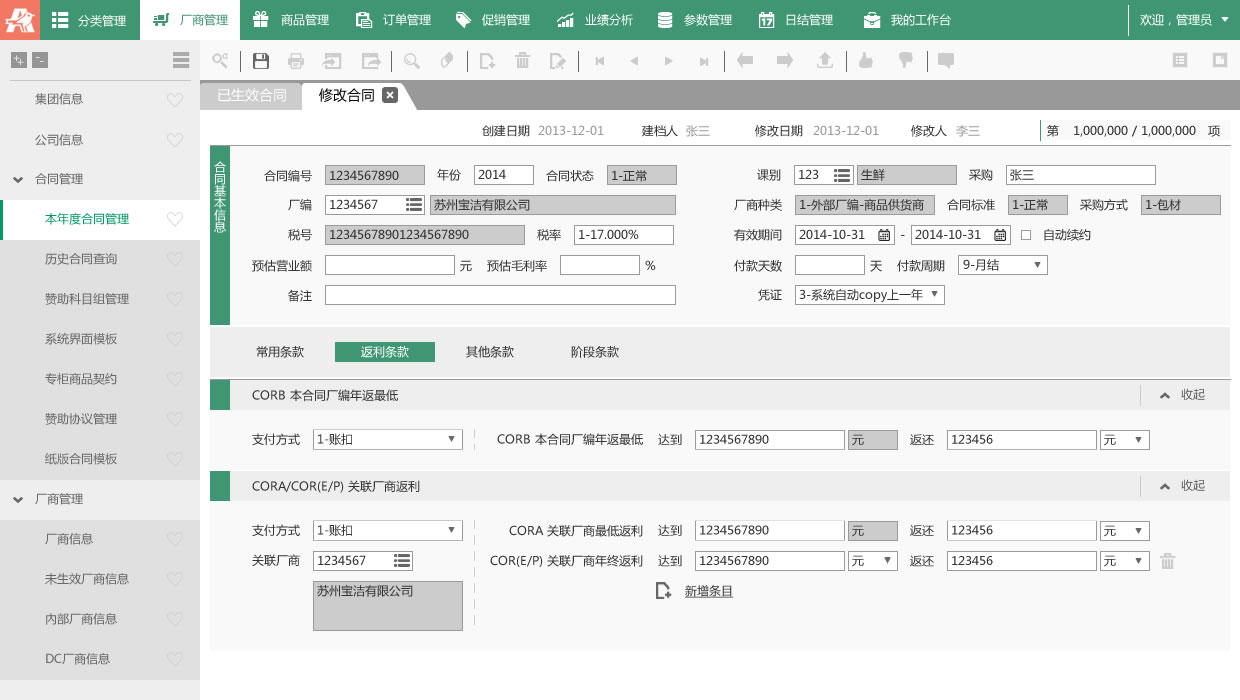 分类管理 厂商管理 商品管理 订单管理 促销管理 业绩分析 参数管理 日结管理 我的工作台 欢迎，管理员
已生效合同 修改合同
集团信息
公司信息
合同管理
本年度合同管理
历史合同查询
赞助科目组管理
系统界面模板
专柜商品契约
赞助协议管理
纸版合同模板
厂商管理
厂商信息
未生效厂商信息
内部厂商信息
DC厂商信息
创建日期 2013-12-01 建档人 张三 修改日期 2013-12-01 修改人 李三 第 1,000,000 / 1,000,000 项
合同基本信息
合同编号 1234567890 年份 2014 合同状态 1-正常 课别 123 生鲜 采购 张三
厂编 1234567 苏州宝洁有限公司 厂商种类 1-外部厂编-商品供货商 合同标准 1-正常 采购方式 1-包材
税号 12345678901234567890 税率 1-17.000% 有效期间 2014-10-31 - 2014-10-31 自动续约
预估营业额 元 预估毛利率 % 付款天数 天 付款周期 9-月结
备注 凭证 3-系统自动copy上一年
常用条款 返利条款 其他条款 阶段条款
CORB 本合同厂编年返最低 收起
支付方式 1-账扣 CORB 本合同厂编年返最低 达到 1234567890 元 返还 123456 元
CORA/COR(E/P) 关联厂商返利 收起
支付方式 1-账扣 CORA 关联厂商最低返利 达到 1234567890 元 返还 123456 元
关联厂商 1234567 COR(E/P) 关联厂商年终返利 达到 1234567890 元 返还 123456 元
苏州宝洁有限公司 新增条目